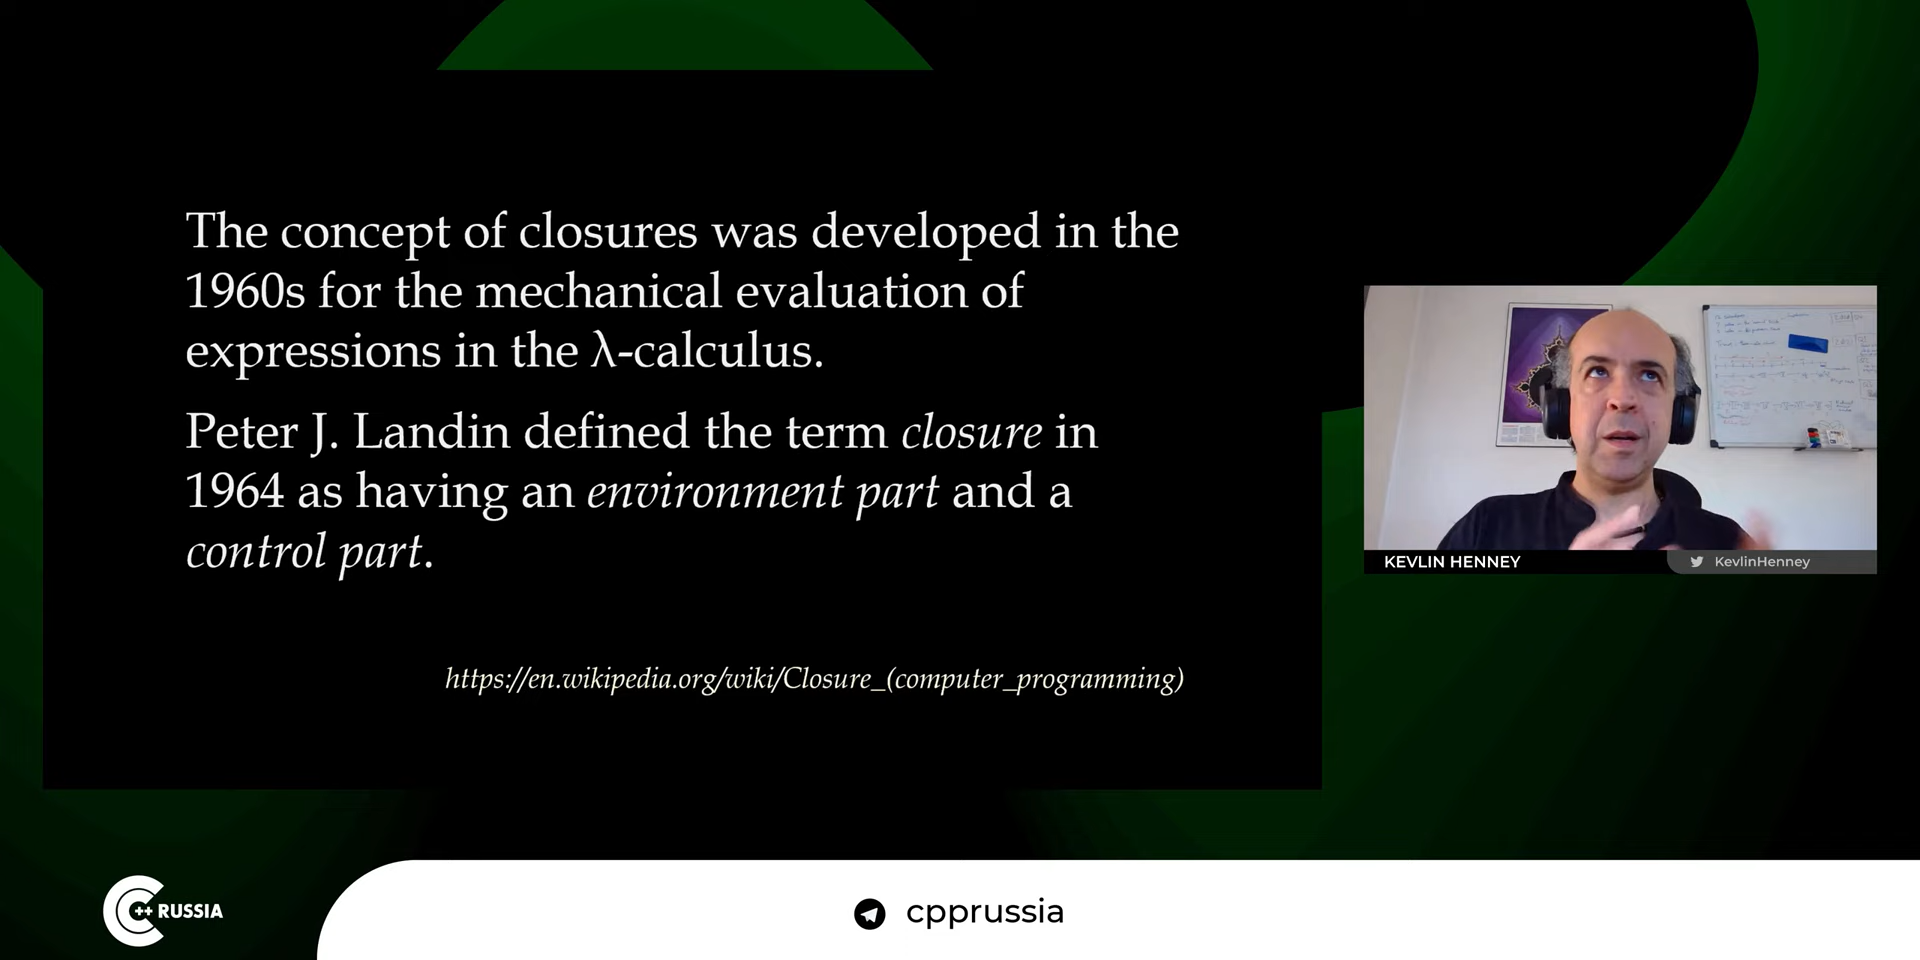 The concept of closures was developed in the
1960s for the mechanical evaluation of
expressions in the λ-calculus.
Peter J. Landin defined the term closure in
1964 as having an environment part and a
control part.
https://en.wikipedia.org/wiki/Closure_(computer_programming)
KEVLIN HENNEY
KevlinHenney
C++ RUSSIA
cpprussia